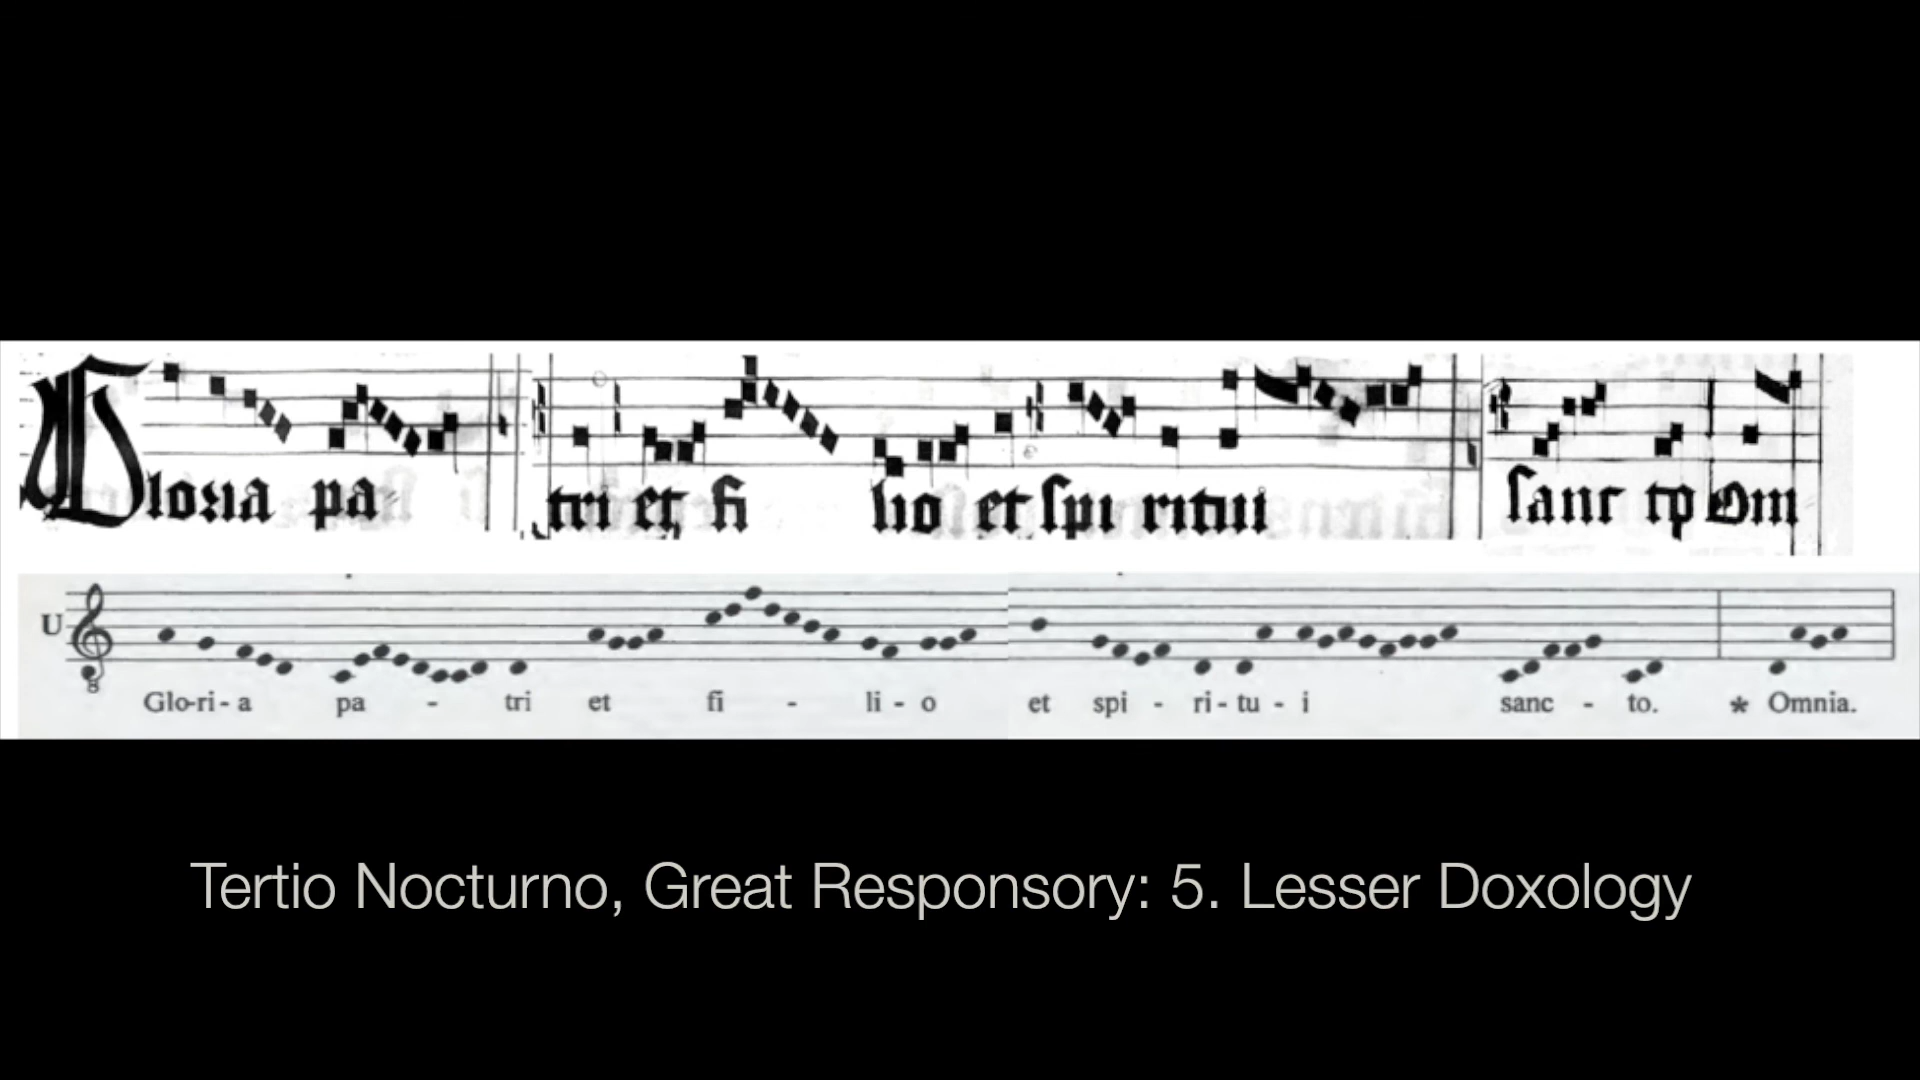 Gloria pa tri et fi lio et spi ritui sanc to Om
U
8
Glo-ri-a pa - tri et fi - li-o et spi - ri-tu-i sanc - to. * Omnia.
Tertio Nocturno, Great Responsory: 5. Lesser Doxology